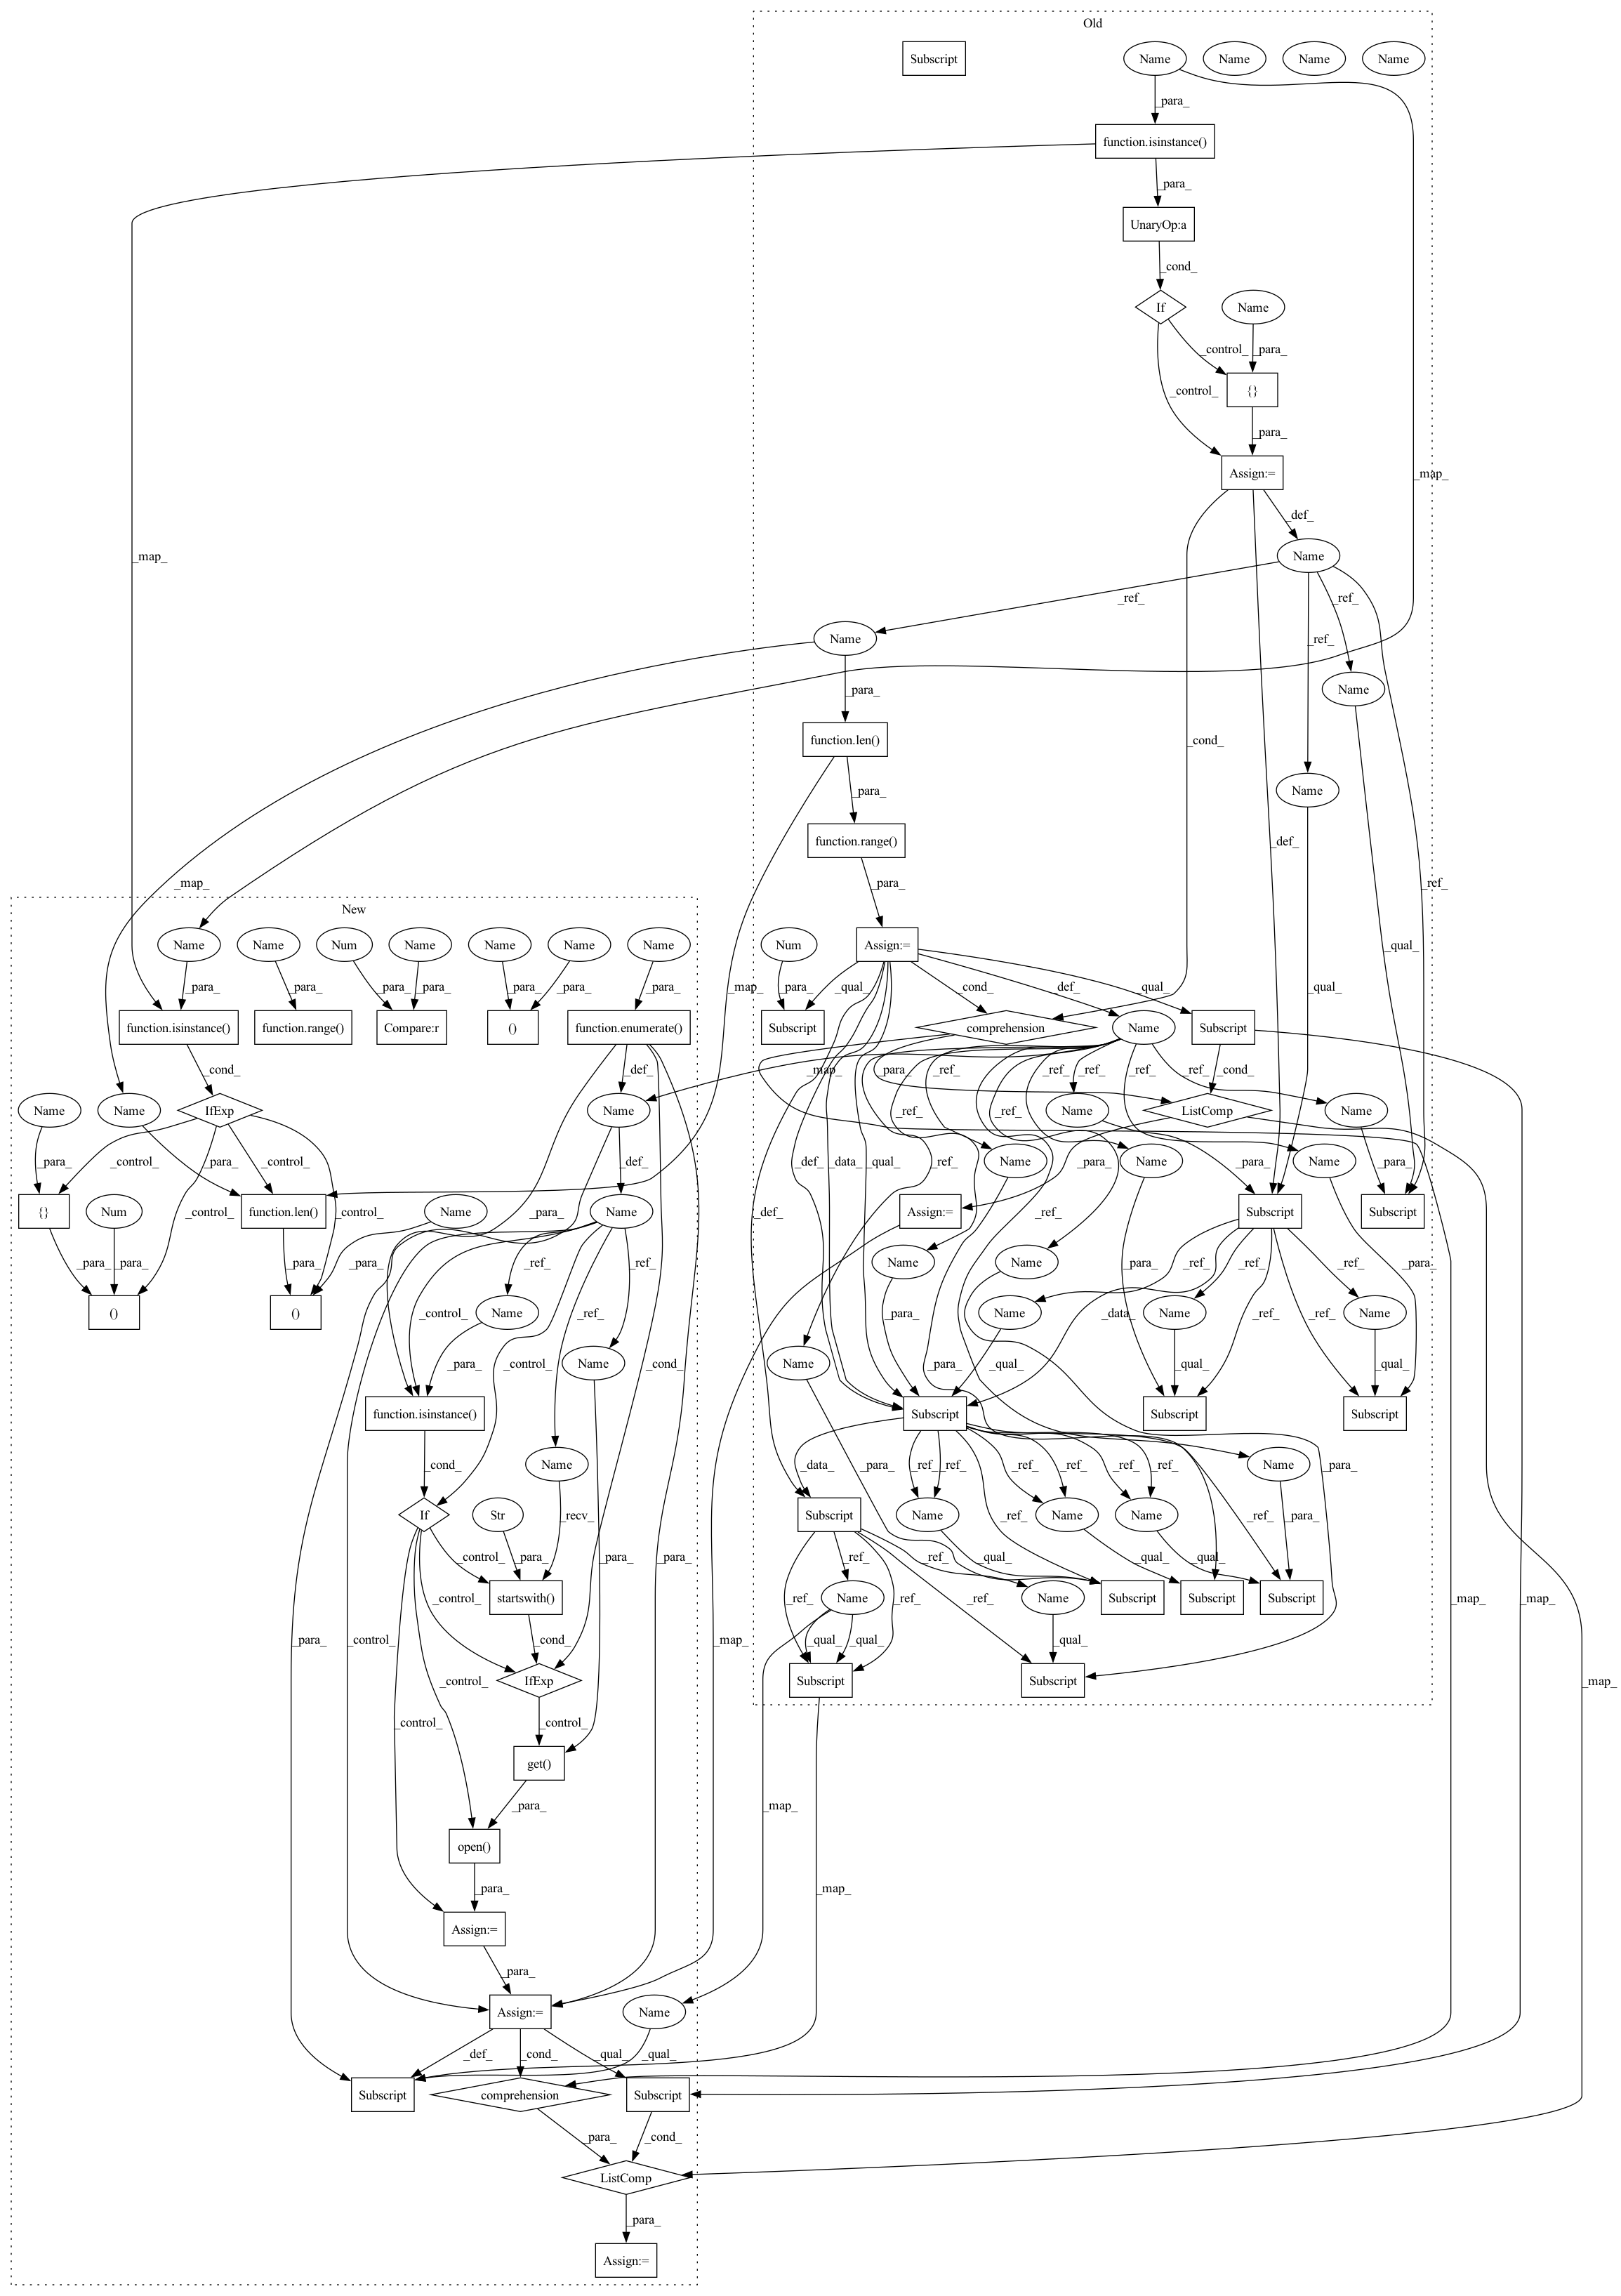 Old
Subscript
Name
Name
Name
Name
_para_
function.isinstance()
_para_
UnaryOp:a
_cond_
If
Name
_control_
_para_
_control_
{}
_para_
Assign:=
_map_
_def_
_map_
Name
_ref_
_ref_
_ref_
Name
Name
_para_
function.len()
_cond_
Name
_para_
function.range()
_def_
_map_
_ref_
New
_para_
Name
Name
Num
Name
Name
Name
Name
Assign:=
Num
_qual_
_para_
_para_
_para_
_para_
_para_
_para_
_para_
_map_
_para_
_qual_
_cond_
_def_
_qual_
_qual_
function.isinstance()
function.range()
Compare:r
()
function.enumerate()
Subscript
comprehension
Name
Subscript
_cond_
_def_
_map_
_para_
_ref_
_ref_
_ref_
_ref_
_ref_
_cond_
Name
Name
IfExp
Name
Name
ListComp
Name
_para_
_control_
_para_
_control_
_def_
_ref_
_ref_
Name
Name
Name
_para_
_para_
_para_
{}
Num
function.len()
_control_
_control_
Name
_para_
Name
_def_
_def_
_data_
_qual_
_ref_
Assign:=
_ref_
Subscript
Subscript
_para_
_para_
_para_
_para_
_ref_
_para_
_para_
_ref_
_ref_
_ref_
()
()
_ref_
Name
Name
Name
Name
Name
Name
_control_
_ref_
_ref_
_para_
_data_
_ref_
_ref_
Name
Name
_para_
_control_
_cond_
_para_
_qual_
_qual_
_qual_
function.isinstance()
Subscript
Subscript
Subscript
_cond_
Name
_data_
_para_
_ref_
_ref_
_ref_
_ref_
_ref_
_ref_
Name
_para_
If
Str
_recv_
Subscript
Name
Name
Name
_ref_
_para_
_control_
_para_
_para_
_ref_
_ref_
_ref_
_qual_
_qual_
_qual_
_para_
_control_
startswith()
Name
Name
Subscript
Subscript
Subscript
_para_
_control_
_cond_
_map_
_ref_
_ref_
_ref_
_map_
_map_
_qual_
_qual_
_qual_
IfExp
Subscript
Subscript
_control_
_control_
_control_
_map_
get()
_para_
_map_
open()
_para_
_map_
Assign:=
_para_
Assign:=
Name
_def_
_cond_
_qual_
_qual_
Subscript
comprehension
Subscript
_para_
_cond_
ListComp
_para_
Assign:=